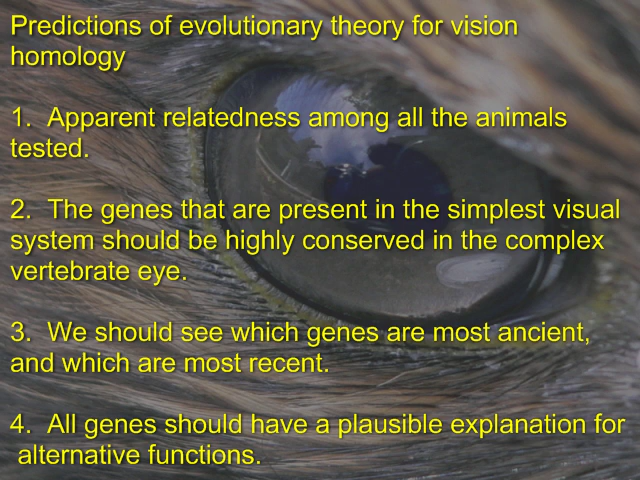 Predictions of evolutionary theory for vision
homology
1.  Apparent relatedness among all the animals
tested.
2.  The genes that are present in the simplest visual
system should be highly conserved in the complex
vertebrate eye.
3.  We should see which genes are most ancient,
and which are most recent.
4.  All genes should have a plausible explanation for
alternative functions.